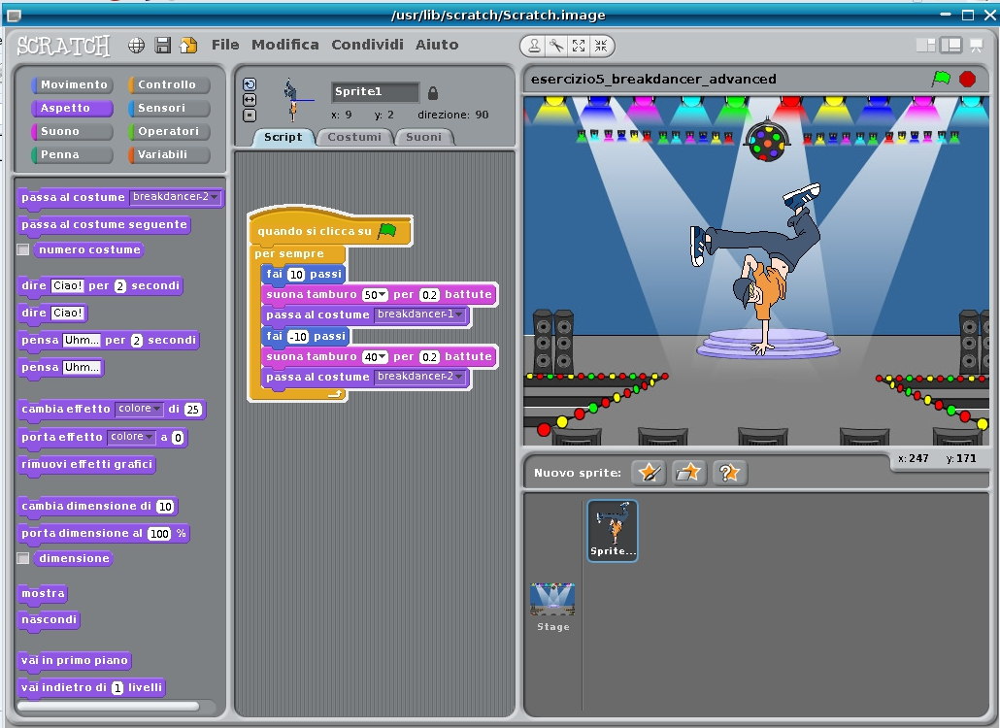 /usr/lib/scratch/Scratch.image
SCRATCH File Modifica Condividi Aiuto
Movimento Controllo
Aspetto Sensori
Suono Operatori
Penna Variabili
passa al costume breakdancer-2
passa al costume seguente
numero costume
dire Ciao! per 2 secondi
dire Ciao!
pensa Uhm... per 2 secondi
pensa Uhm...
cambia effetto colore di 25
porta effetto colore a 0
rimuovi effetti grafici
cambia dimensione di 10
porta dimensione al 100 %
dimensione
mostra
nascondi
vai in primo piano
vai indietro di 1 livelli
Sprite1
x: 9 y: 2 direzione: 90
Script Costumi Suoni
quando si clicca su
per sempre
fai 10 passi
suona tamburo 50 per 0.2 battute
passa al costume breakdancer-1
fai -10 passi
suona tamburo 40 per 0.2 battute
passa al costume breakdancer-2
esercizio5_breakdancer_advanced
x: 247 y: 171
Nuovo sprite:
Sprite...
Stage